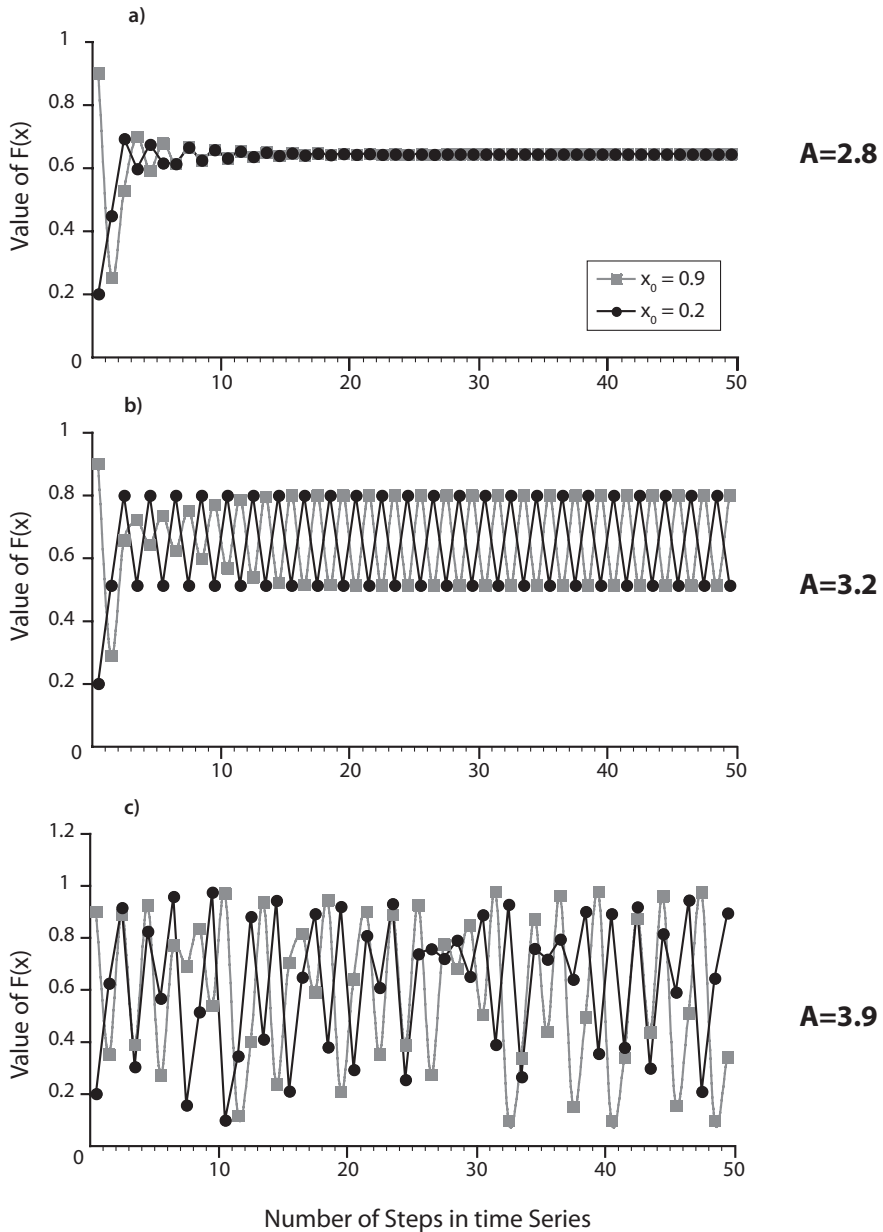 a)
1
0.8
0.6
0.4
0.2
0
Value of F(x)
10
20
30
40
50
x0 = 0.9
x0 = 0.2
A=2.8
b)
1
0.8
0.6
0.4
0.2
0
Value of F(x)
10
20
30
40
50
A=3.2
c)
1.2
1
0.8
0.6
0.4
0.2
0
Value of F(x)
10
20
30
40
50
A=3.9
Number of Steps in time Series